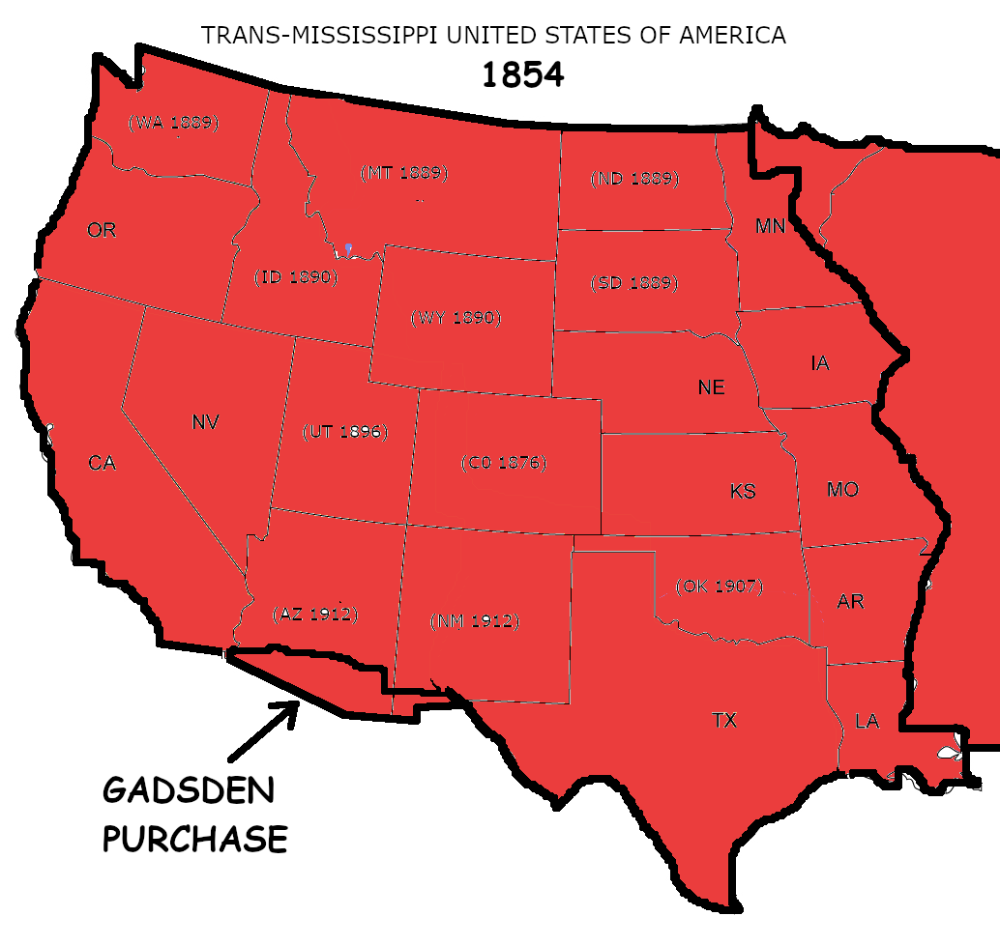 TRANS-MISSISSIPPI UNITED STATES OF AMERICA
1854
(WA 1889)
(MT 1889)
(ND 1889)
OR
MN
(ID 1890)
(SD 1889)
(WY 1890)
IA
NE
NV
(UT 1896)
CA
(C0 1876)
KS
MO
(OK 1907)
AR
(AZ 1912)
(NM 1912)
TX
LA
GADSDEN
PURCHASE